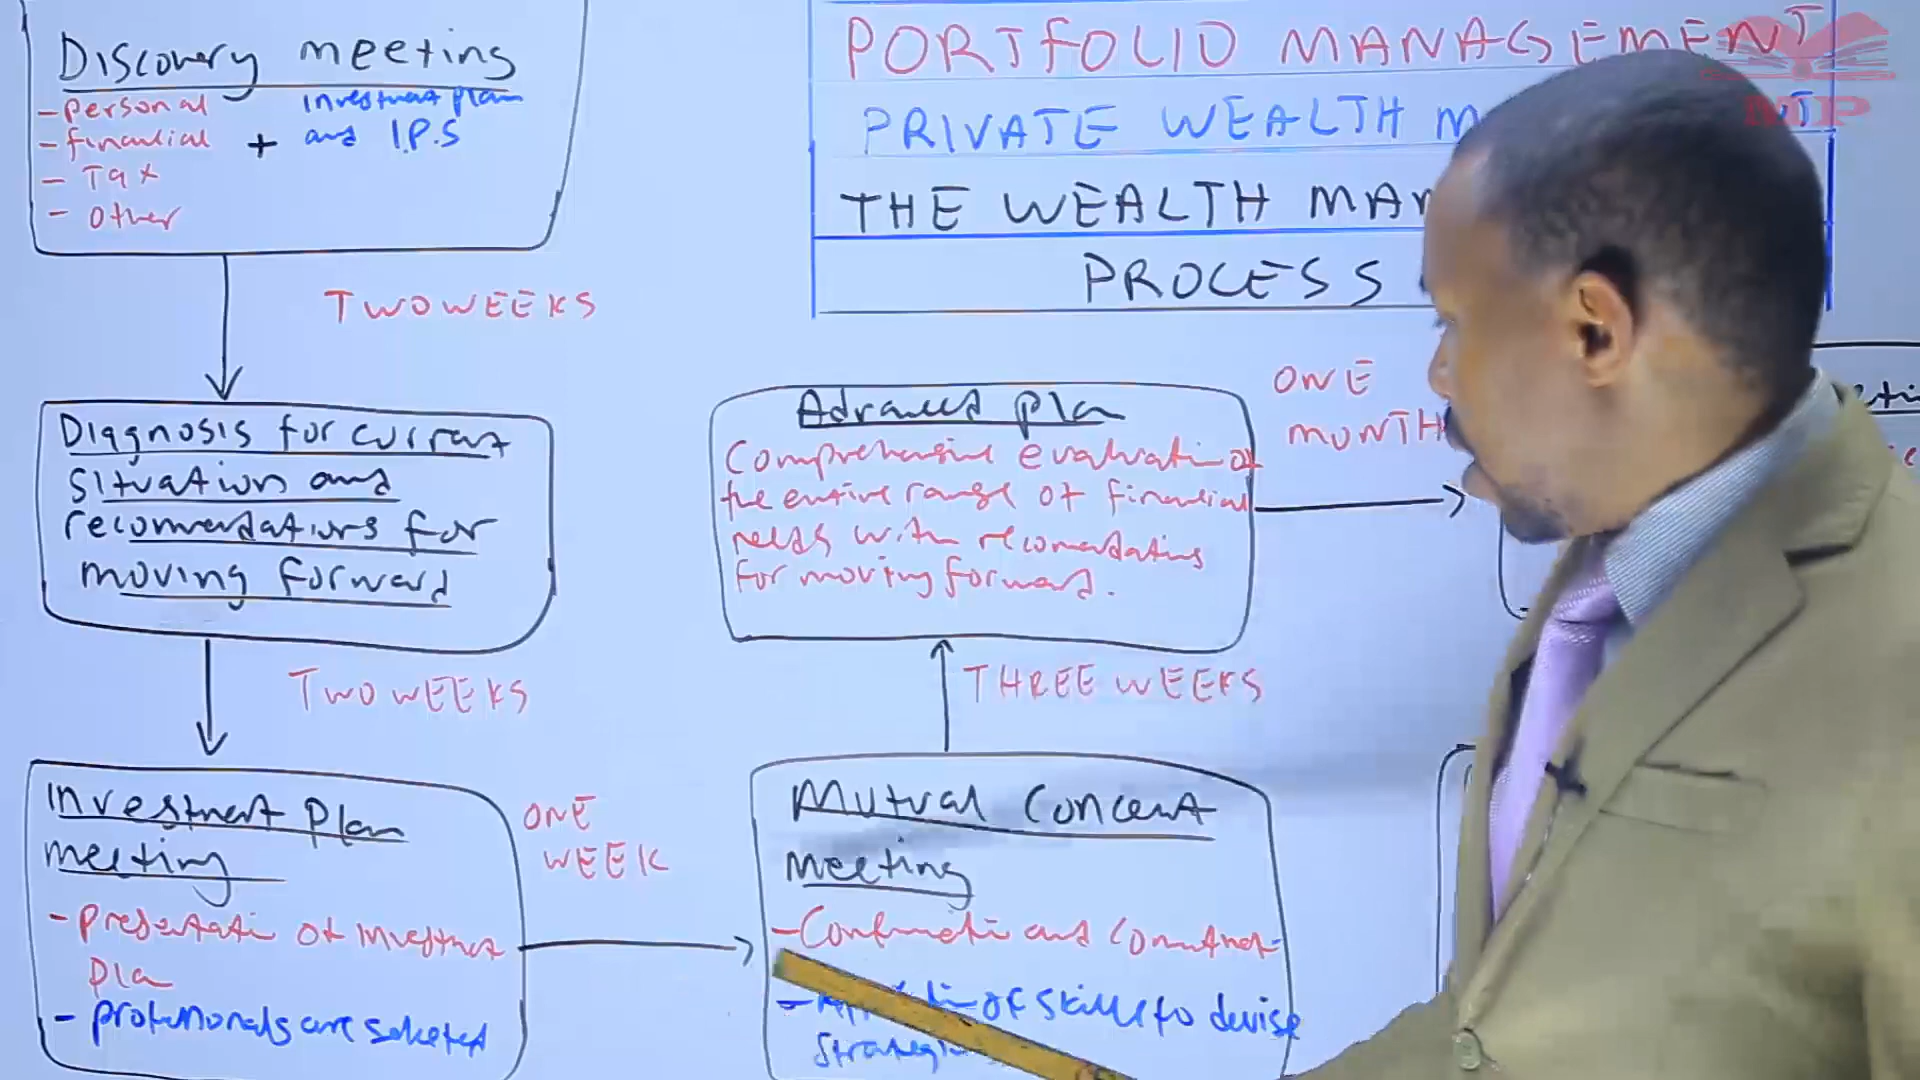 Discovery meeting
- personal
- financial
- Tax
- Other
+
Investment plan
and I.P.S
TWO WEEKS
Diagnosis for current
situation and
recommendations for
moving forward
TWO WEEKS
Investment Plan
meeting
- Presentation of Investment
plan
- professionals are selected
ONE
WEEK
Mutual Concent
meeting
- Confirmation and Commitment
of skills to devise
THREE WEEKS
Advanced plan
Comprehensive evaluation of
the entire range of financial
needs with recommendations
for moving forward.
ONE
MONTH
PORTFOLIO MANAGEMENT
PRIVATE WEALTH
THE WEALTH
PROCESS
MP